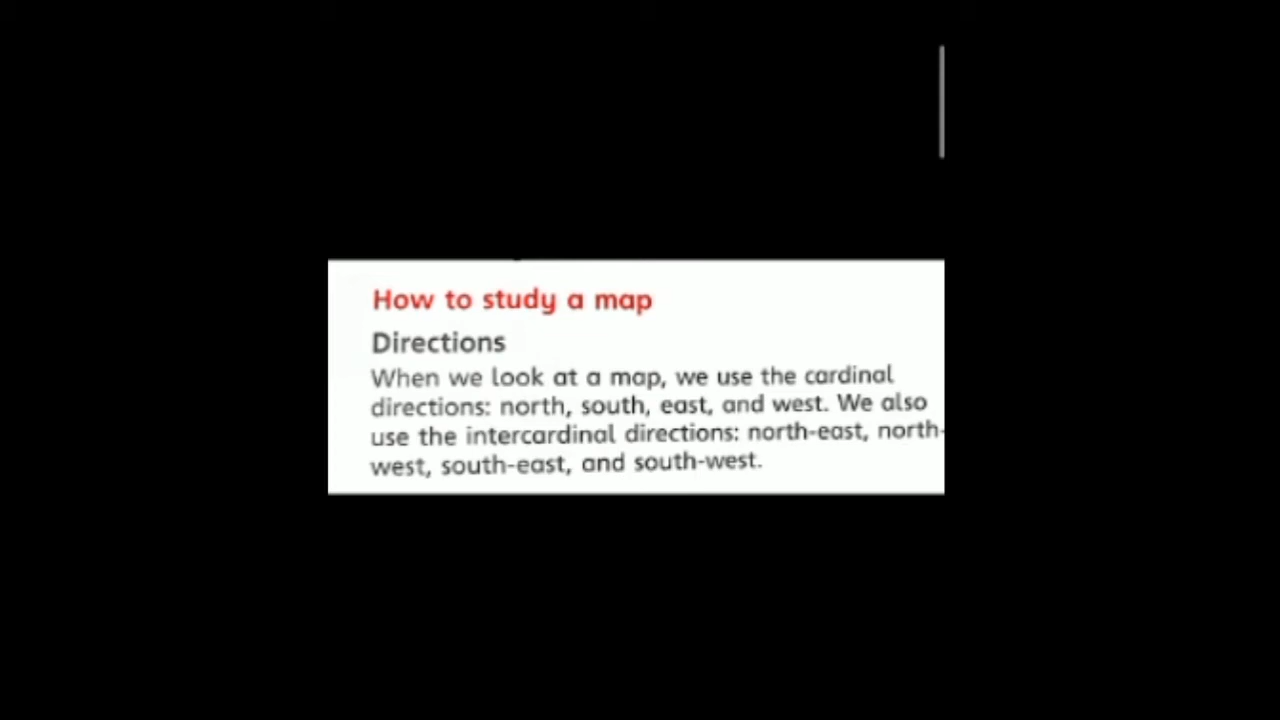 How to study a map
Directions
When we look at a map, we use the cardinal
directions: north, south, east, and west. We also
use the intercardinal directions: north-east, north-
west, south-east, and south-west.